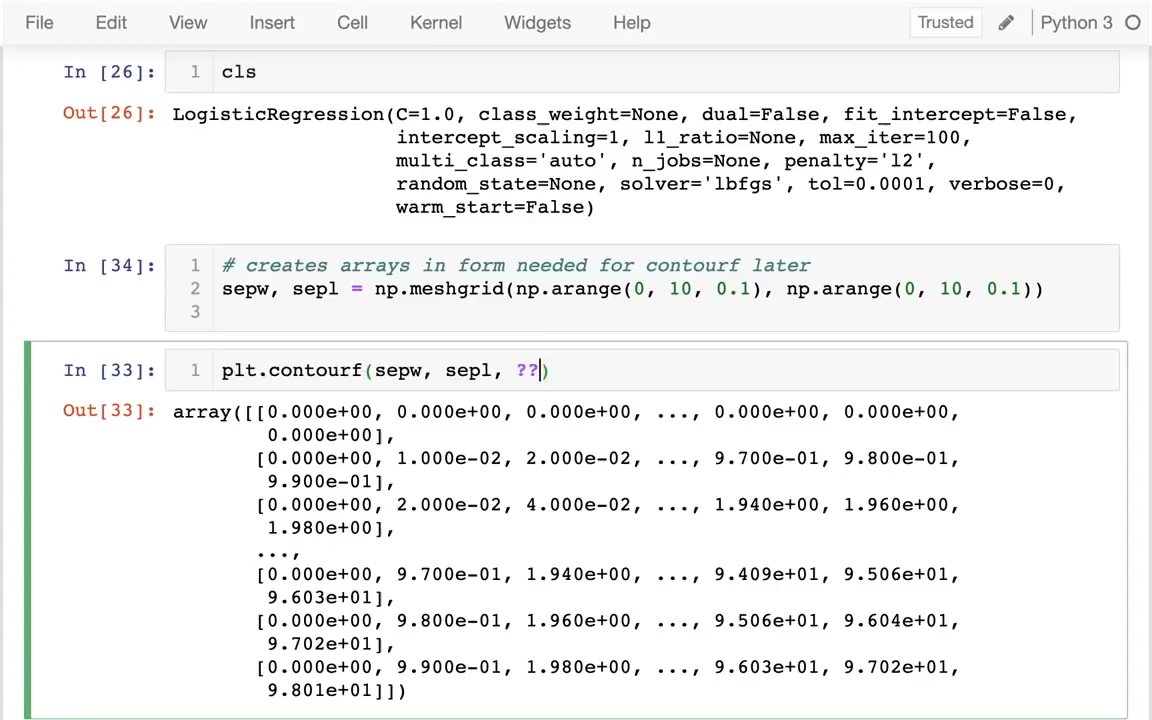 File Edit View Insert Cell Kernel Widgets Help Trusted Python 3
In [26]: 1 cls
Out[26]: LogisticRegression(C=1.0, class_weight=None, dual=False, fit_intercept=False,
intercept_scaling=1, l1_ratio=None, max_iter=100,
multi_class='auto', n_jobs=None, penalty='l2',
random_state=None, solver='lbfgs', tol=0.0001, verbose=0,
warm_start=False)
In [34]: 1 # creates arrays in form needed for contourf later
2 sepw, sepl = np.meshgrid(np.arange(0, 10, 0.1), np.arange(0, 10, 0.1))
3
In [33]: 1 plt.contourf(sepw, sepl, ??)
Out[33]: array([[0.000e+00, 0.000e+00, 0.000e+00, ..., 0.000e+00, 0.000e+00,
0.000e+00],
[0.000e+00, 1.000e-02, 2.000e-02, ..., 9.700e-01, 9.800e-01,
9.900e-01],
[0.000e+00, 2.000e-02, 4.000e-02, ..., 1.940e+00, 1.960e+00,
1.980e+00],
...,
[0.000e+00, 9.700e-01, 1.940e+00, ..., 9.409e+01, 9.506e+01,
9.603e+01],
[0.000e+00, 9.800e-01, 1.960e+00, ..., 9.506e+01, 9.604e+01,
9.702e+01],
[0.000e+00, 9.900e-01, 1.980e+00, ..., 9.603e+01, 9.702e+01,
9.801e+01]])